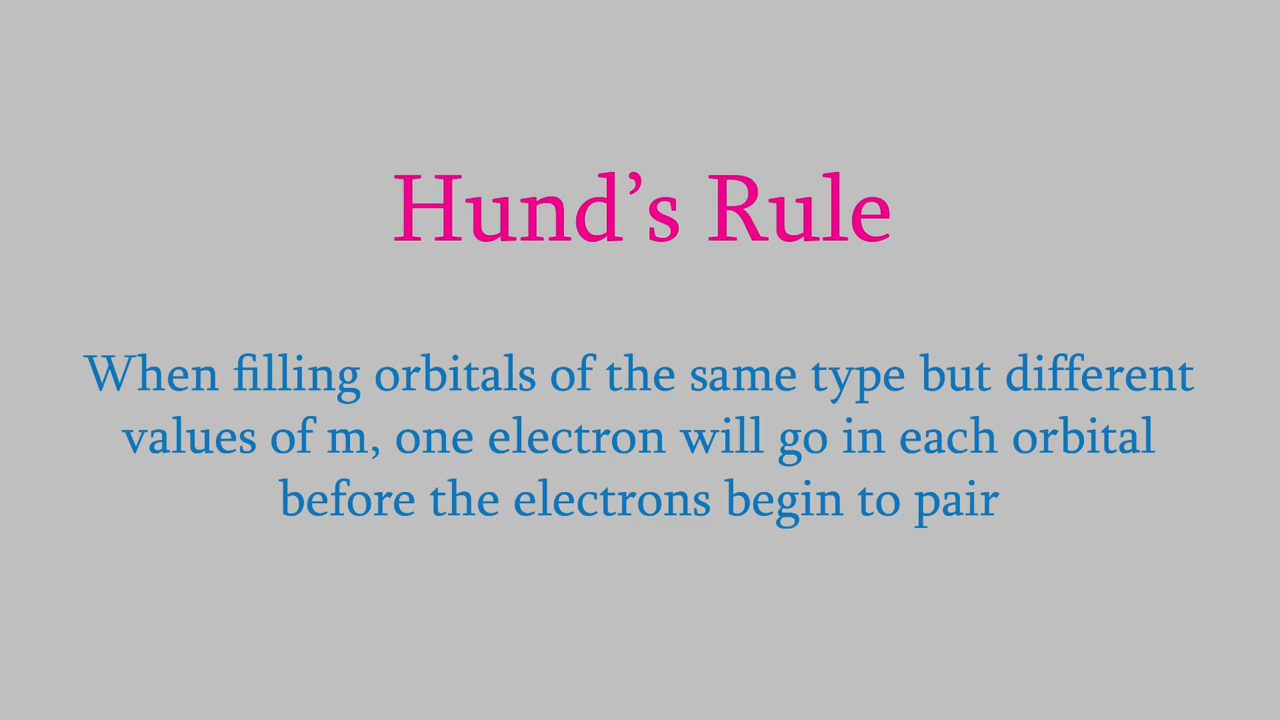 Hund’s Rule
When filling orbitals of the same type but different
values of m, one electron will go in each orbital
before the electrons begin to pair